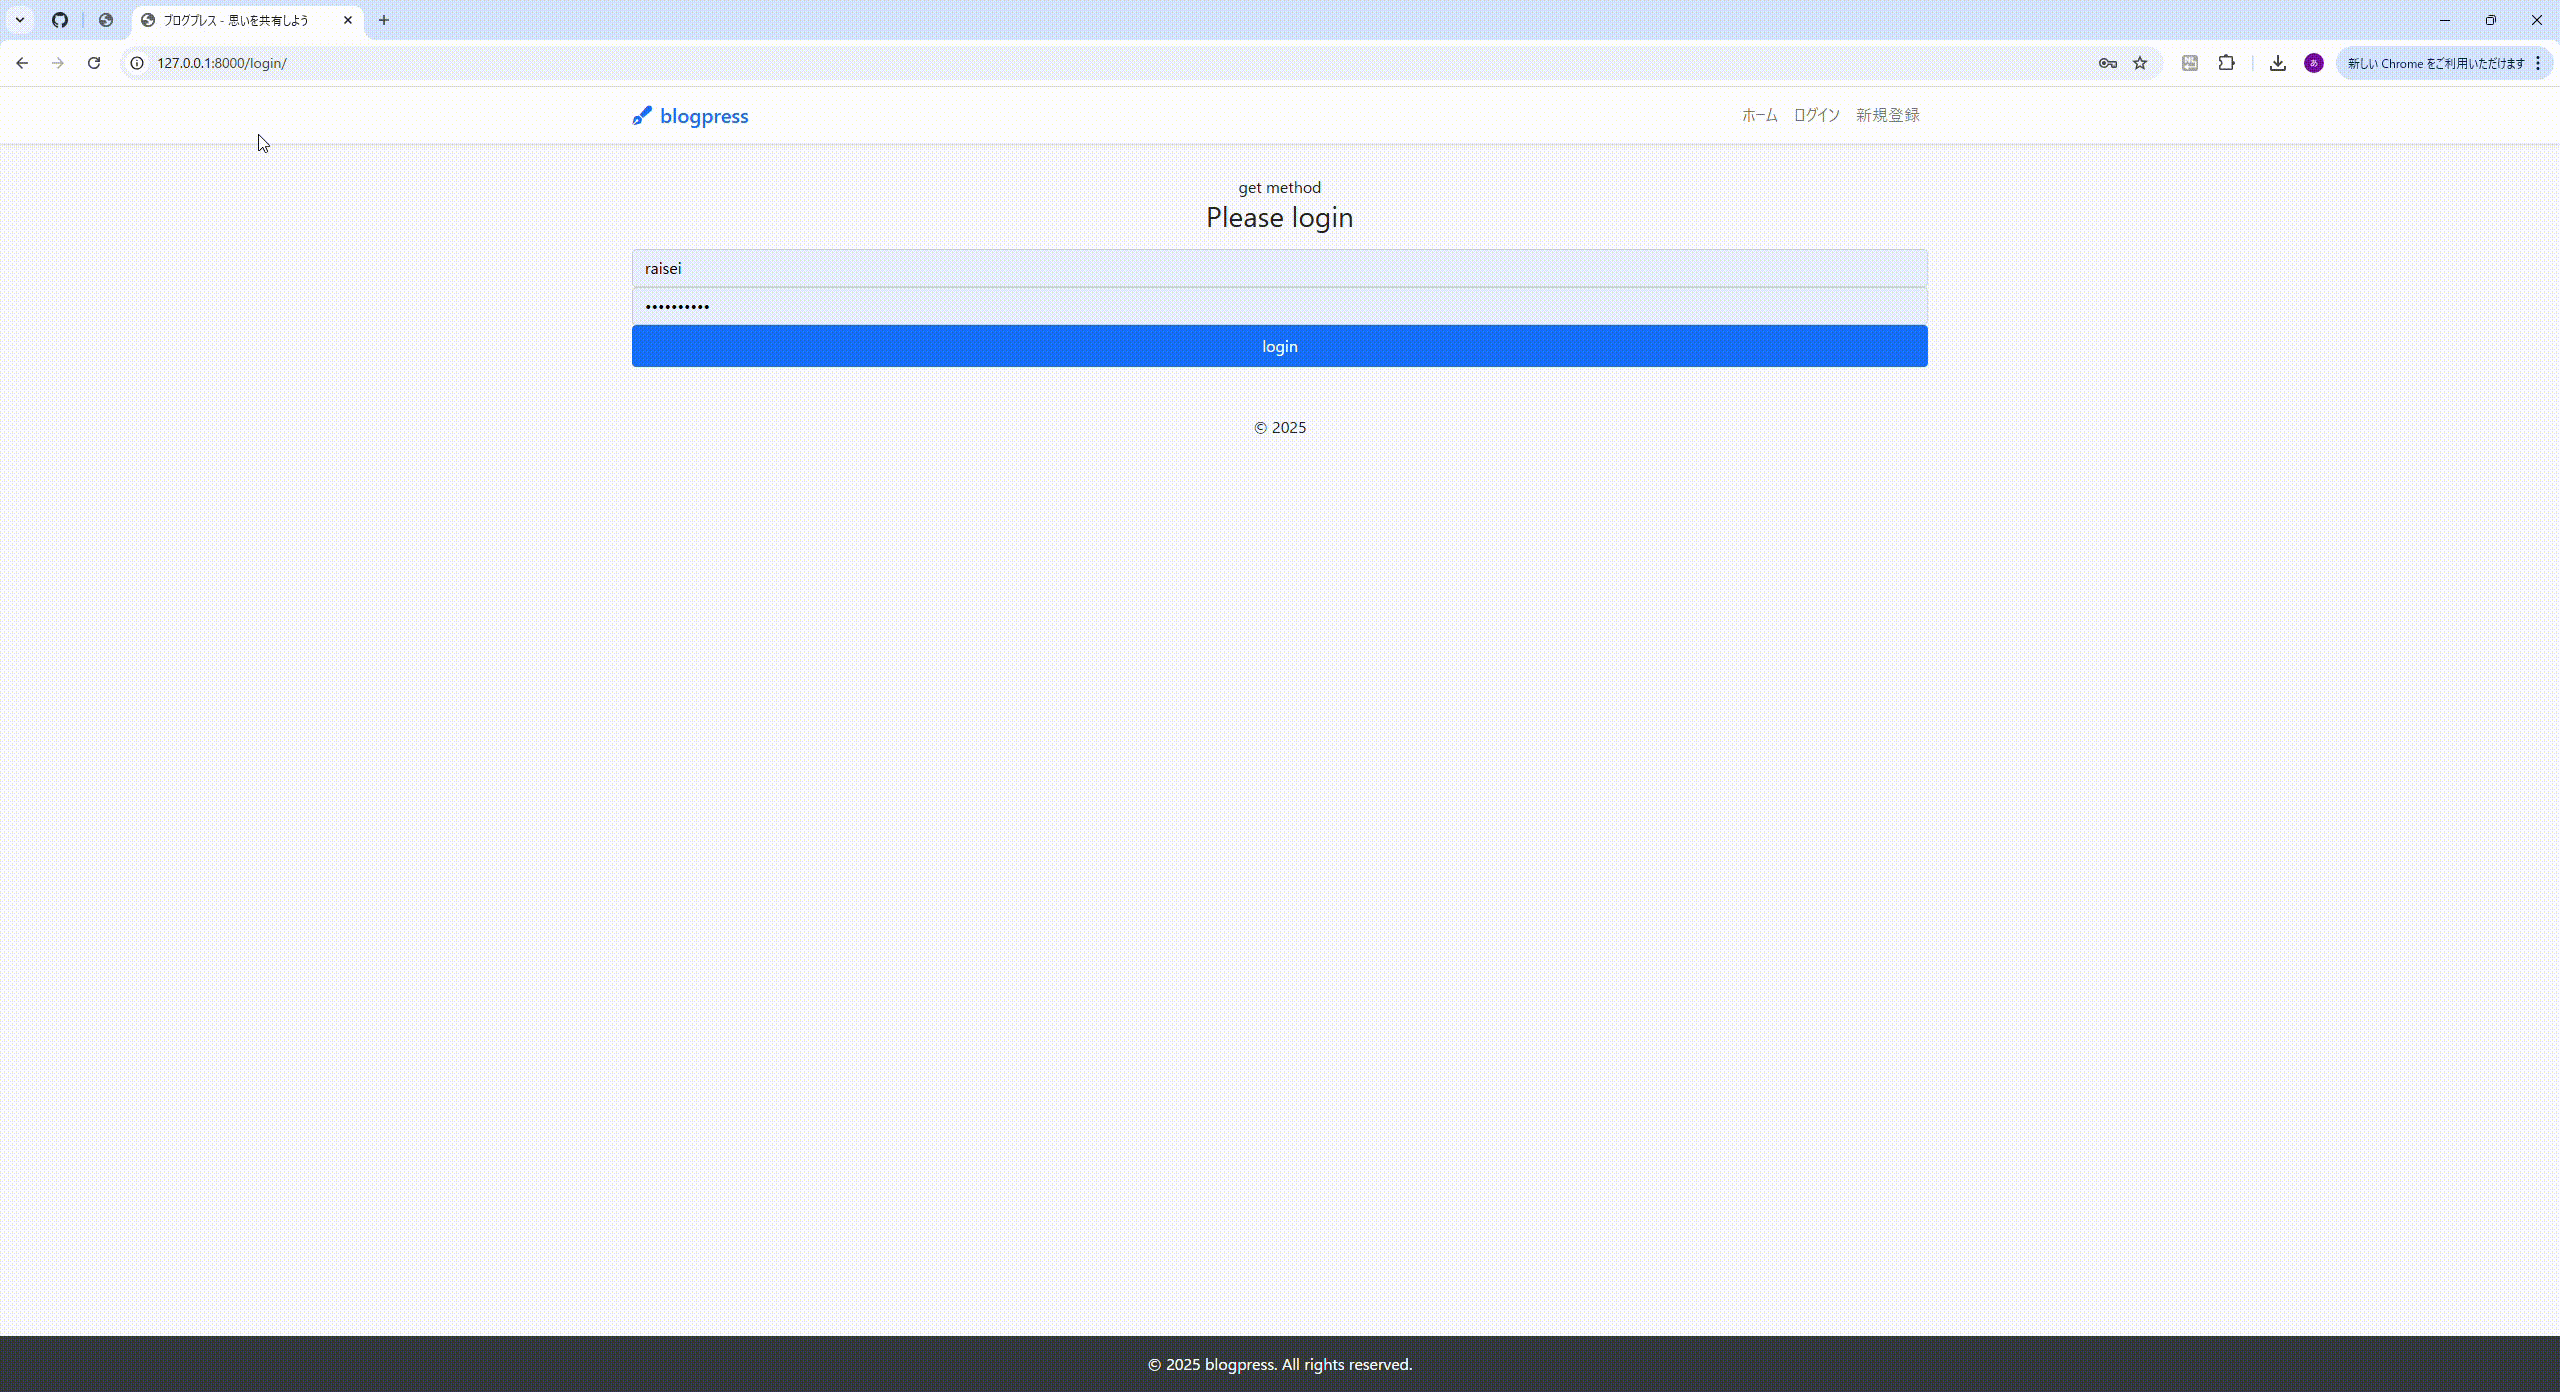 ブログプレス - 思いを共有しよう
127.0.0.1:8000/login/
あ
新しい Chrome をご利用いただけます
blogpress
ホーム ログイン 新規登録
get method
Please login
raisei
••••••••••
login
© 2025
© 2025 blogpress. All rights reserved.